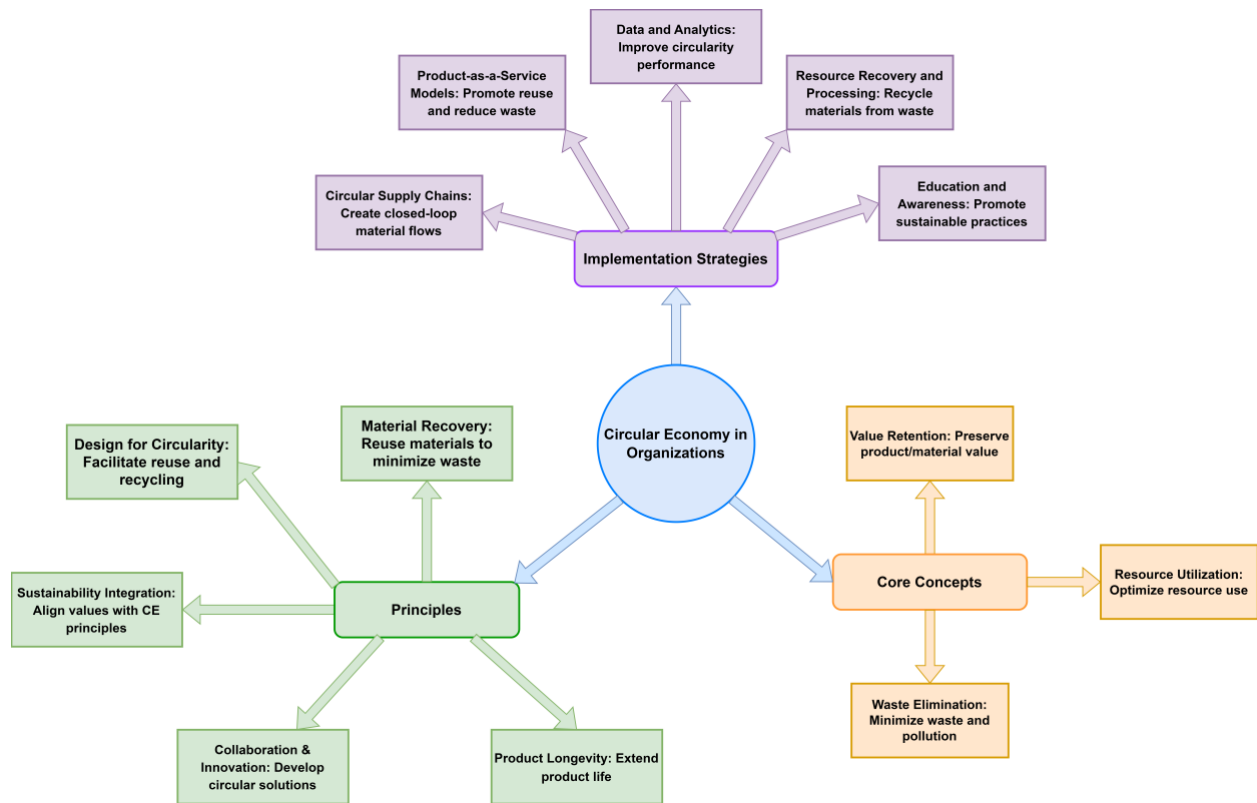 Data and Analytics:
Improve circularity
performance
Product-as-a-Service
Models: Promote reuse
and reduce waste
Resource Recovery and
Processing: Recycle
materials from waste
Circular Supply Chains:
Create closed-loop
material flows
Education and
Awareness: Promote
sustainable practices
Implementation Strategies
Circular Economy in
Organizations
Material Recovery:
Reuse materials to
minimize waste
Design for Circularity:
Facilitate reuse and
recycling
Sustainability Integration:
Align values with CE
principles
Principles
Collaboration &
Innovation: Develop
circular solutions
Product Longevity: Extend
product life
Value Retention: Preserve
product/material value
Core Concepts
Resource Utilization:
Optimize resource use
Waste Elimination:
Minimize waste and
pollution